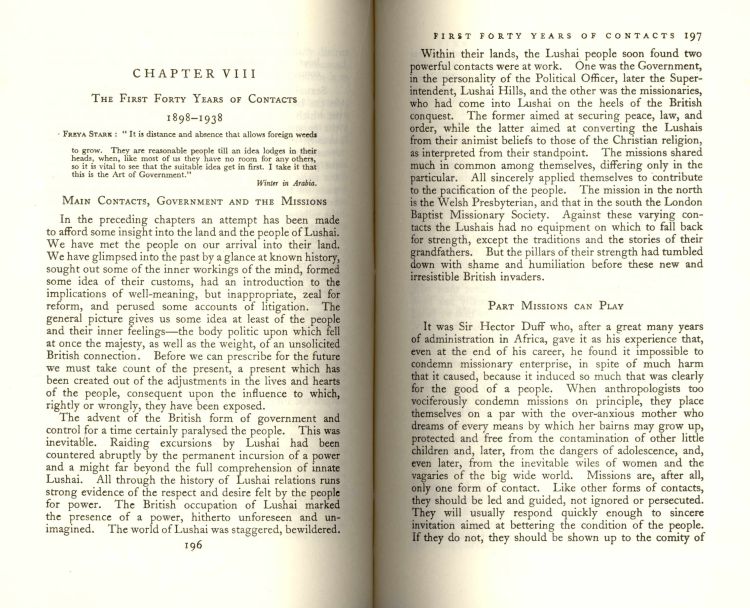 CHAPTER VIII
THE FIRST FORTY YEARS OF CONTACTS
1898–1938
FREYA STARK : " It is distance and absence that allows foreign weeds
to grow. They are reasonable people till an idea lodges in their
heads, when, like most of us they have no room for any others,
so it is vital to see that the suitable idea get in first. I take it that
this is the Art of Government."
Winter in Arabia.
MAIN CONTACTS, GOVERNMENT AND THE MISSIONS
In the preceding chapters an attempt has been made
to afford some insight into the land and the people of Lushai.
We have met the people on our arrival into their land.
We have glimpsed into the past by a glance at known history,
sought out some of the inner workings of the mind, formed
some idea of their customs, had an introduction to the
implications of well-meaning, but inappropriate, zeal for
reform, and perused some accounts of litigation. The
general picture gives us some idea at least of the people
and their inner feelings—the body politic upon which fell
at once the majesty, as well as the weight, of an unsolicited
British connection. Before we can prescribe for the future
we must take count of the present, a present which has
been created out of the adjustments in the lives and hearts
of the people, consequent upon the influence to which,
rightly or wrongly, they have been exposed.
The advent of the British form of government and
control for a time certainly paralysed the people. This was
inevitable. Raiding excursions by Lushai had been
countered abruptly by the permanent incursion of a power
and a might far beyond the full comprehension of innate
Lushai. All through the history of Lushai relations runs
strong evidence of the respect and desire felt by the people
for power. The British occupation of Lushai marked
the presence of a power, hitherto unforeseen and un-
imagined. The world of Lushai was staggered, bewildered.
196
FIRST FORTY YEARS OF CONTACTS 197
Within their lands, the Lushai people soon found two
powerful contacts were at work. One was the Government,
in the personality of the Political Officer, later the Super-
intendent, Lushai Hills, and the other was the missionaries,
who had come into Lushai on the heels of the British
conquest. The former aimed at securing peace, law, and
order, while the latter aimed at converting the Lushais
from their animist beliefs to those of the Christian religion,
as interpreted from their standpoint. The missions shared
much in common among themselves, differing only in the
particular. All sincerely applied themselves to contribute
to the pacification of the people. The mission in the north
is the Welsh Presbyterian, and that in the south the London
Baptist Missionary Society. Against these varying con-
tacts the Lushais had no equipment on which to fall back
for strength, except the traditions and the stories of their
grandfathers. But the pillars of their strength had tumbled
down with shame and humiliation before these new and
irresistible British invaders.
PART MISSIONS CAN PLAY
It was Sir Hector Duff who, after a great many years
of administration in Africa, gave it as his experience that,
even at the end of his career, he found it impossible to
condemn missionary enterprise, in spite of much harm
that it caused, because it induced so much that was clearly
for the good of a people. When anthropologists too
vociferously condemn missions on principle, they place
themselves on a par with the over-anxious mother who
dreams of every means by which her bairns may grow up,
protected and free from the contamination of other little
children and, later, from the dangers of adolescence, and,
even later, from the inevitable wiles of women and the
vagaries of the big wide world. Missions are, after all,
only one form of contact. Like other forms of contacts,
they should be led and guided, not ignored or persecuted.
They will usually respond quickly enough to sincere
invitation aimed at bettering the condition of the people.
If they do not, they should be shown up to the comity of